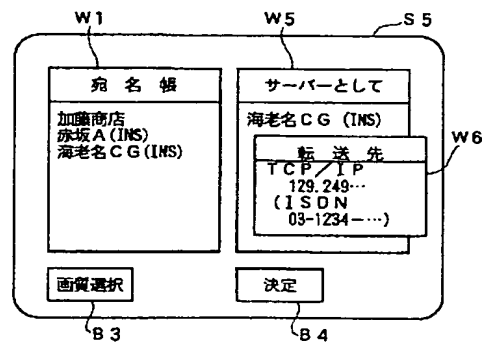 W1
W5
S5
宛名帳
サーバーとして
加藤商店
赤坂A(INS)
海老名CG(INS)
海老名CG (INS)
転送先
W6
TCP/IP
129.249…
(ISDN
03-1234-…)
画質選択
決定
B3
B4